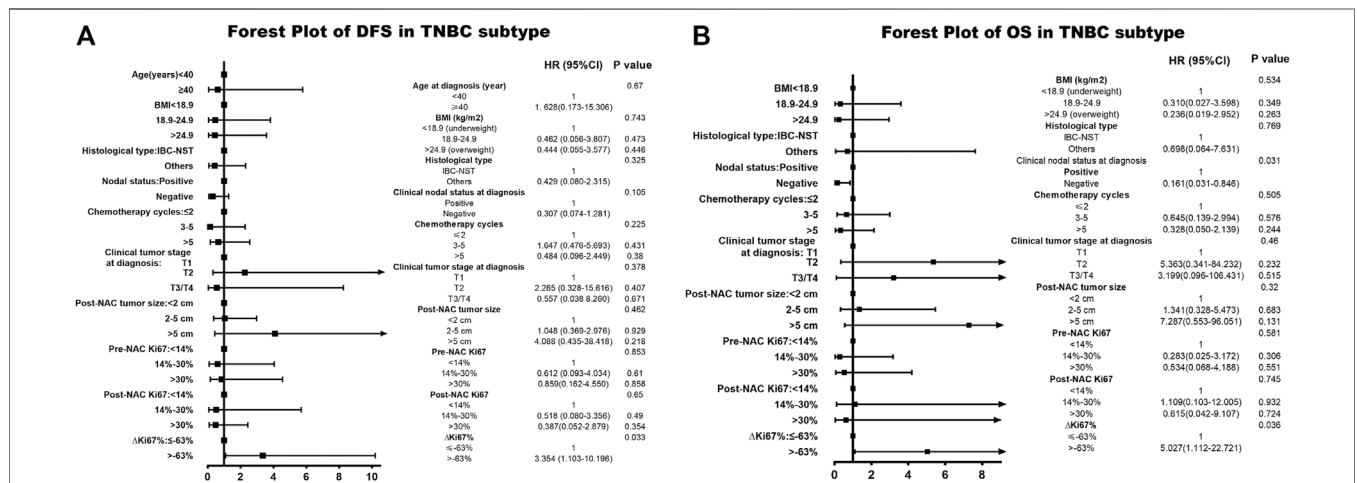 A
Forest Plot of DFS in TNBC subtype
HR (95%CI) P value
Age(years)<40
≥40
BMI<18.9
18.9-24.9
>24.9
Histological type:IBC-NST
Others
Nodal status:Positive
Negative
Chemotherapy cycles:≤2
3-5
>5
Clinical tumor stage
at diagnosis: T1
T2
T3/T4
Post-NAC tumor size:<2 cm
2-5 cm
>5 cm
Pre-NAC Ki67:<14%
14%-30%
>30%
Post-NAC Ki67:<14%
14%-30%
>30%
ΔKi67%:≤-63%
>-63%
0 2 4 6 8 10
Age at diagnosis (year) 0.67
<40 1
≥40 1. 628(0.173-15.306)
BMI (kg/m2) 0.743
<18.9 (underweight) 1
18.9-24.9 0.462 (0.056-3.807) 0.473
>24.9 (overweight) 0.444 (0.055-3.577) 0.446
Histological type 0.325
IBC-NST 1
Others 0.429 (0.080-2.315)
Clinical nodal status at diagnosis 0.105
Positive 1
Negative 0.307 (0.074-1.281)
Chemotherapy cycles 0.225
≤2 1
3-5 1.647 (0.476-5.693) 0.431
>5 0.484 (0.096-2.449) 0.38
Clinical tumor stage at diagnosis 0.378
T1 1
T2 2.265 (0.328-15.616) 0.407
T3/T4 0.557 (0.038 8.260) 0.671
Post-NAC tumor size 0.462
<2 cm 1
2-5 cm 1.048 (0.369-2.976) 0.929
>5 cm 4.088 (0.435-38.418) 0.218
Pre-NAC Ki67 0.853
<14% 1
14%-30% 0.612 (0.093-4.034) 0.61
>30% 0.859(0.162-4.550) 0.858
Post-NAC Ki67 0.65
<14% 1
14%-30% 0.518 (0.080-3.356) 0.49
>30% 0.387(0.052-2.879) 0.354
ΔKi67% 0.033
≤-63% 1
>-63% 3.354 (1.103-10.196)
B
Forest Plot of OS in TNBC subtype
HR (95%CI) P value
BMI<18.9
18.9-24.9
>24.9
Histological type:IBC-NST
Others
Nodal status:Positive
Negative
Chemotherapy cycles:≤2
3-5
>5
Clinical tumor stage
at diagnosis: T1
T2
T3/T4
Post-NAC tumor size:<2 cm
2-5 cm
>5 cm
Pre-NAC Ki67:<14%
14%-30%
>30%
Post-NAC Ki67:<14%
14%-30%
>30%
ΔKi67%:≤-63%
>-63%
0 2 4 6 8
BMI (kg/m2) 0.534
<18.9 (underweight) 1
18.9-24.9 0.310(0.027-3.598) 0.349
>24.9 (overweight) 0.236(0.019-2.952) 0.263
Histological type 0.769
IBC-NST 1
Others 0.698(0.064-7.631)
Clinical nodal status at diagnosis 0.031
Positive 1
Negative 0.161(0.031-0.846)
Chemotherapy cycles 0.505
≤2 1
3-5 0.645(0.139-2.994) 0.576
>5 0.328(0.050-2.139) 0.244
Clinical tumor stage at diagnosis 0.46
T1 1
T2 5.363(0.341-84.232) 0.232
T3/T4 3.199(0.096-106.431) 0.515
Post-NAC tumor size 0.32
<2 cm 1
2-5 cm 1.341(0.328-5.473) 0.683
>5 cm 7.287(0.553-96.051) 0.131
Pre-NAC Ki67 0.581
<14% 1
14%-30% 0.283(0.025-3.172) 0.306
>30% 0.534(0.068-4.188) 0.551
Post-NAC Ki67 0.745
<14% 1
14%-30% 1.109(0.103-12.005) 0.932
>30% 0.615(0.042-9.107) 0.724
ΔKi67% 0.036
≤-63% 1
>-63% 5.027(1.112-22.721)